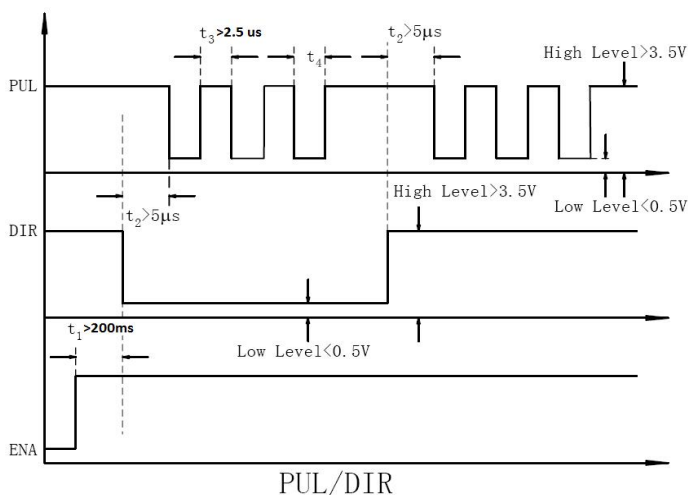 t3>2.5 us
t4
t2>5µs
High Level>3.5V
PUL
t2>5µs
High Level>3.5V
Low Level<0.5V
DIR
t1>200ms
Low Level<0.5V
ENA
PUL/DIR